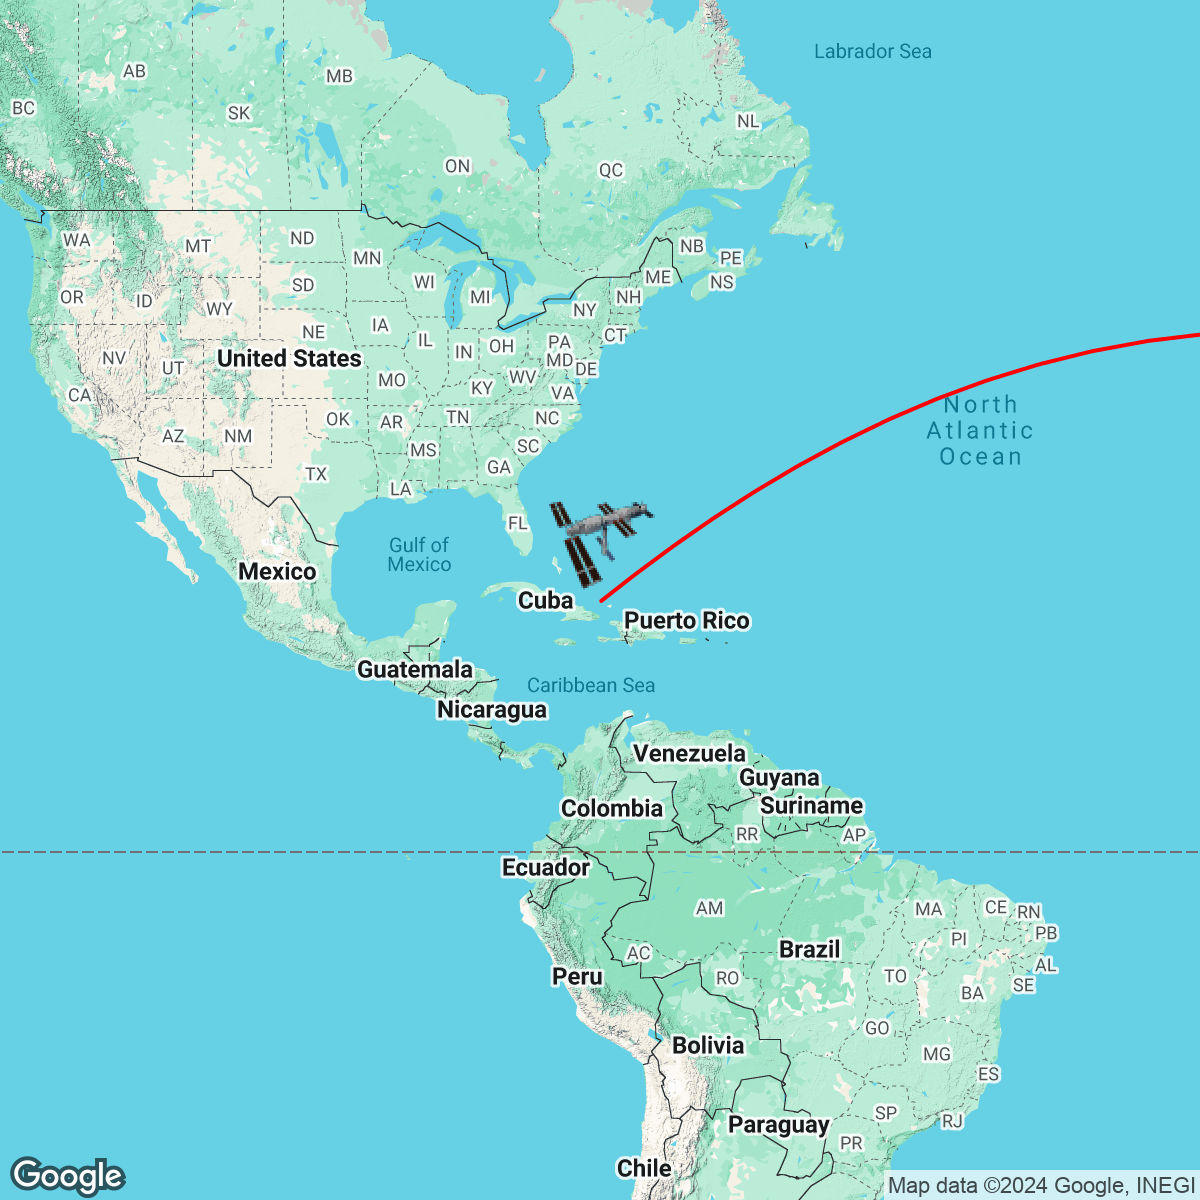 Labrador Sea
AB
MB
BC
SK
NL
ON
QC
WA
MT
ND
MN
NB
PE
ME
NS
OR
ID
SD
WI
MI
NH
WY
NY
NE
IA
IL
IN
OH
PA
CT
NV
UT
United States
MD
DE
CA
MO
KY
WV
VA
North
Atlantic
Ocean
AZ
NM
OK
AR
TN
NC
SC
MS
GA
TX
LA
FL
Gulf of
Mexico
Mexico
Cuba
Puerto Rico
Guatemala
Caribbean Sea
Nicaragua
Venezuela
Guyana
Colombia
Suriname
RR
AP
Ecuador
AM
MA
CE
RN
PB
PI
AC
Brazil
AL
Peru
RO
TO
BA
SE
GO
Bolivia
MG
ES
SP
RJ
Paraguay
PR
Chile
Google
Map data ©2024 Google, INEGI